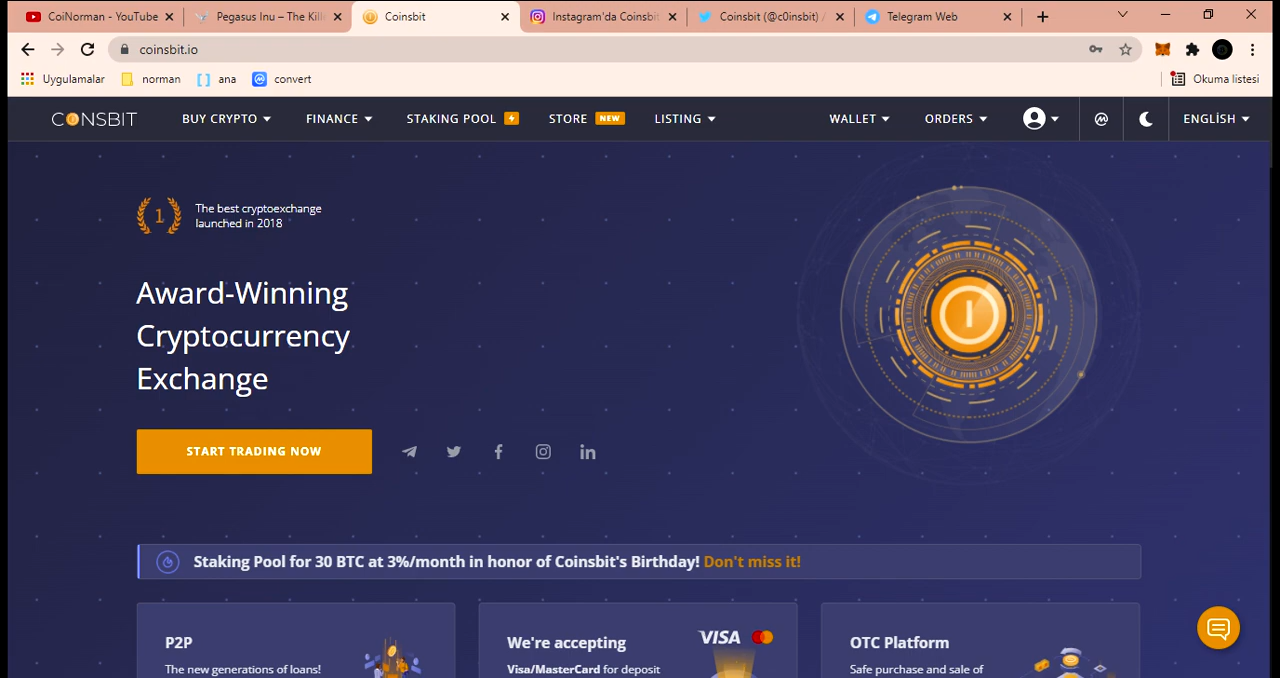 CoiNorman - YouTube
Pegasus Inu – The Kill
Coinsbit
Instagram'da Coinsbit
Coinsbit (@c0insbit) /
Telegram Web
coinsbit.io
Uygulamalar
norman
ana
convert
Okuma listesi
CONSBIT
BUY CRYPTO
FINANCE
STAKING POOL
STORE NEW
LISTING
WALLET
ORDERS
ENGLİSH
1
The best cryptoexchange
launched in 2018
Award-Winning
Cryptocurrency
Exchange
START TRADING NOW
Staking Pool for 30 BTC at 3%/month in honor of Coinsbit's Birthday! Don't miss it!
P2P
The new generations of loans!
We're accepting
VISA
Visa/MasterCard for deposit
OTC Platform
Safe purchase and sale of